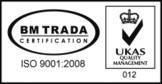 BM TRADA
CERTIFICATION
ISO 9001:2008
UKAS
QUALITY
MANAGEMENT
012